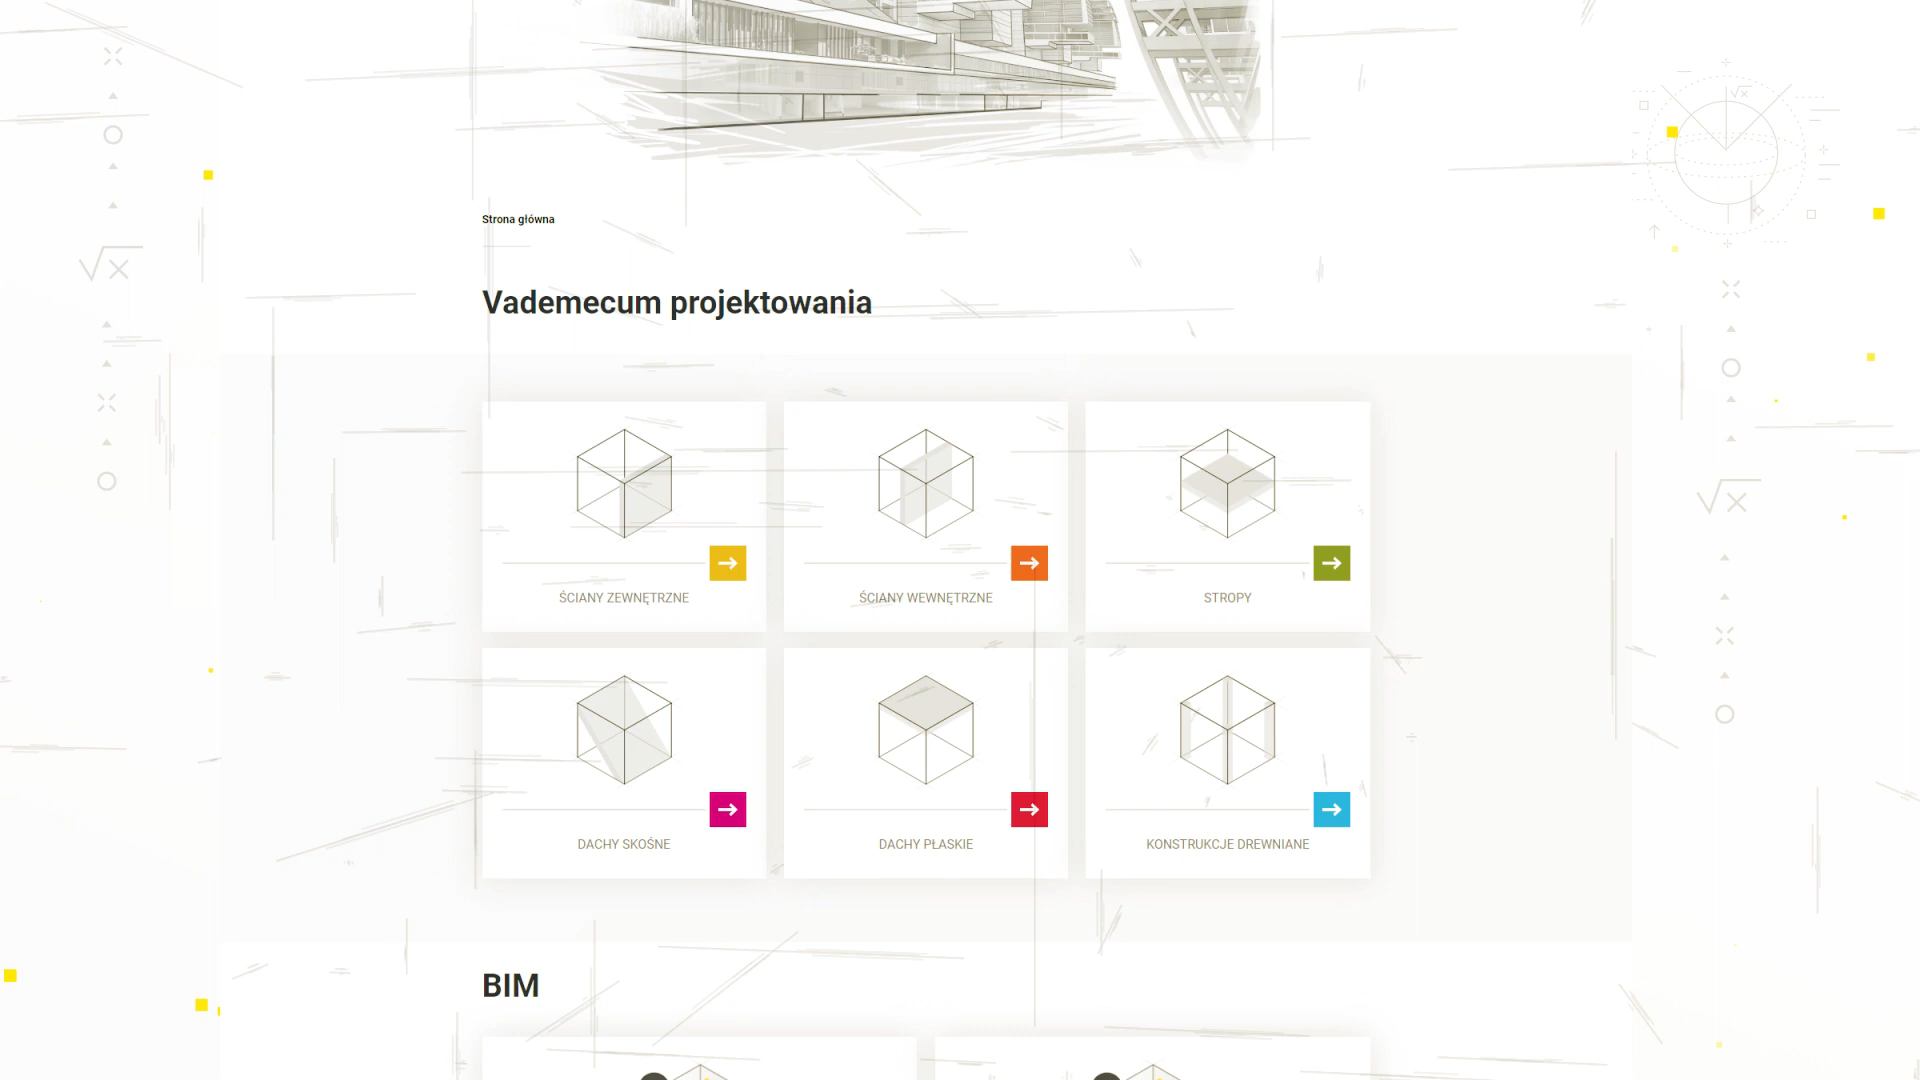 Strona główna
Vademecum projektowania
ŚCIANY ZEWNĘTRZNE
ŚCIANY WEWNĘTRZNE
STROPY
DACHY SKOŚNE
DACHY PŁASKIE
KONSTRUKCJE DREWNIANE
BIM